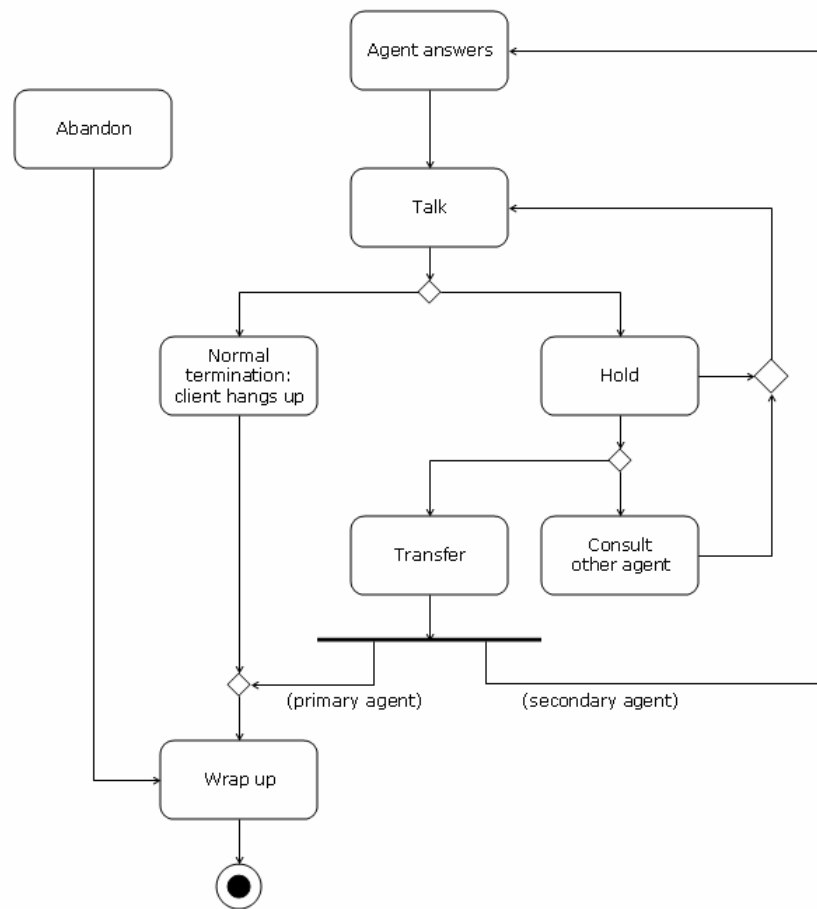 Agent answers
Abandon
Talk
Normal
termination:
client hangs up
Hold
Transfer
Consult
other agent
(primary agent)
(secondary agent)
Wrap up